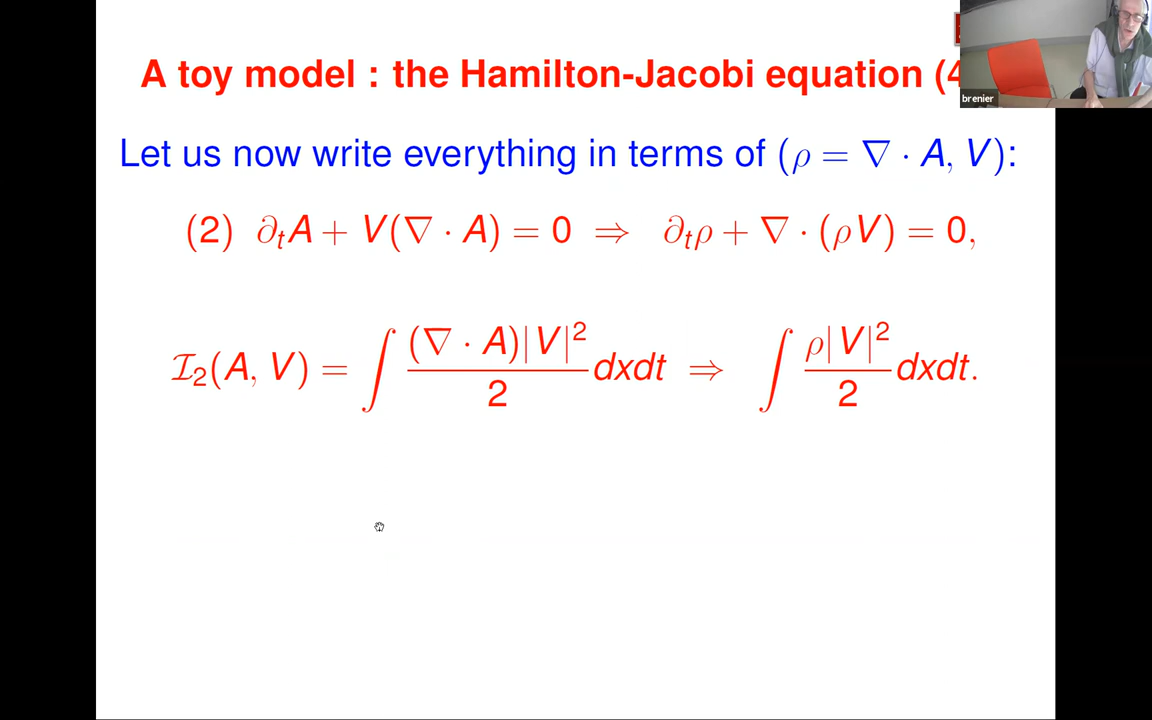 A toy model : the Hamilton-Jacobi equation (4
brenier
Let us now write everything in terms of (ρ = ∇ · A, V):
(2) ∂ₜA + V(∇ · A) = 0 ⇒ ∂ₜρ + ∇ · (ρV) = 0,
ℐ₂(A, V) = ∫ (∇ · A)|V|²/2 dxdt ⇒ ∫ ρ|V|²/2 dxdt.